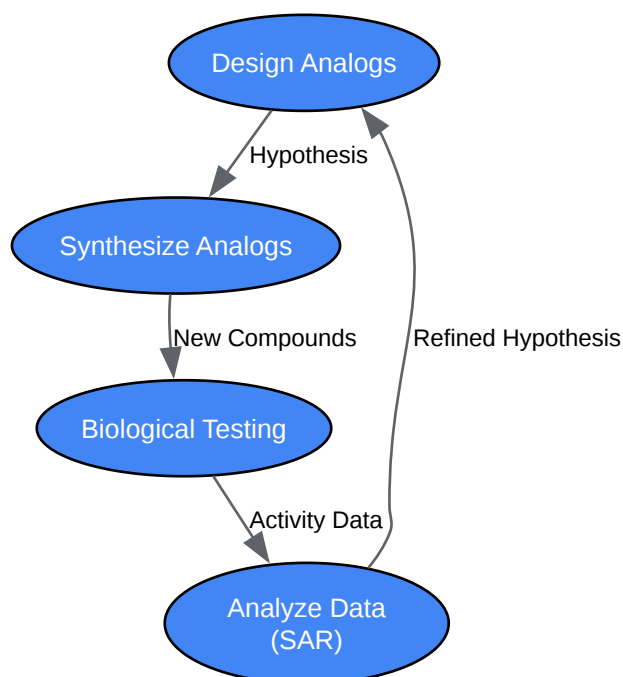 Design Analogs
Hypothesis
Synthesize Analogs
New Compounds
Refined Hypothesis
Biological Testing
Activity Data
Analyze Data
(SAR)